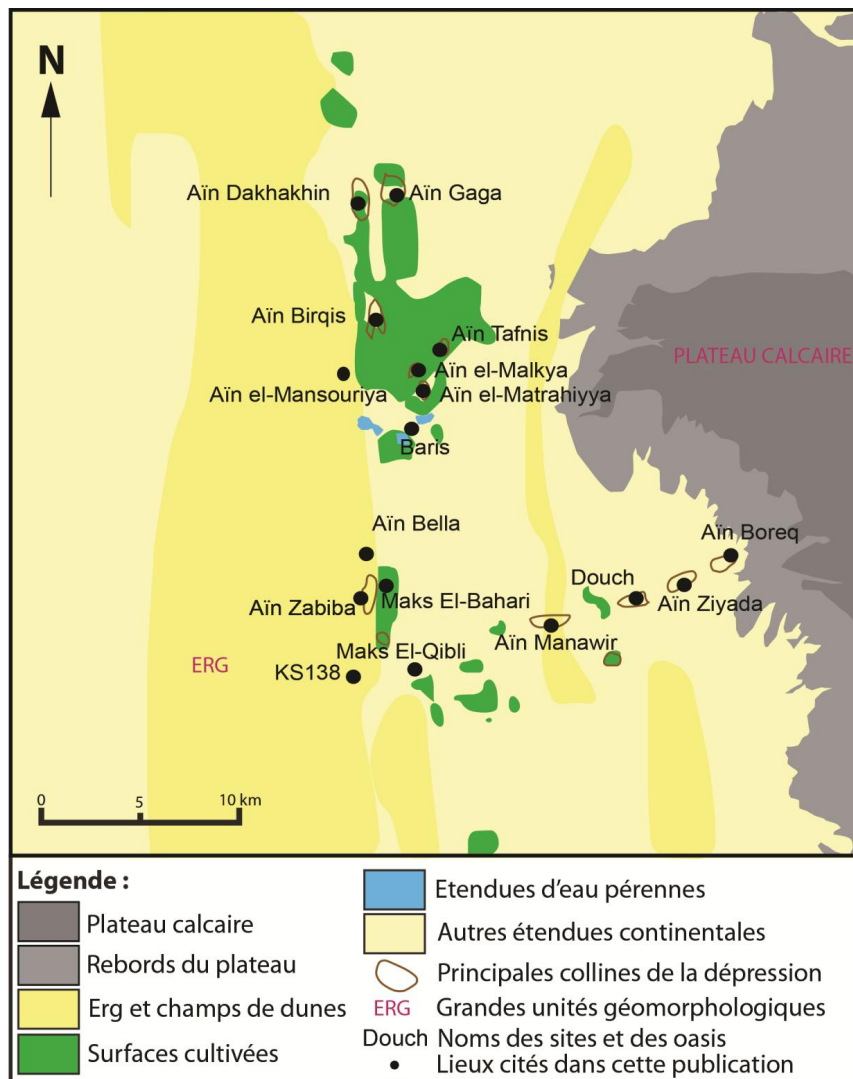 N
Aïn Dakhakhin
Aïn Gaga
Aïn Birqis
Aïn Tafnis
PLATEAU CALCAIRE
Aïn el-Malkya
Aïn el-Mansouriya
Aïn el-Matrahiyya
Baris
Aïn Bella
Aïn Boreq
Douch
Maks El-Bahari
Aïn Ziyada
Aïn Zabiba
Aïn Manawir
Maks El-Qibli
ERG
KS138
0 5 10 km
Légende :
Plateau calcaire
Rebords du plateau
Erg et champs de dunes
Surfaces cultivées
Etendues d'eau pérennes
Autres étendues continentales
Principales collines de la dépression
ERG Grandes unités géomorphologiques
Douch Noms des sites et des oasis
Lieux cités dans cette publication